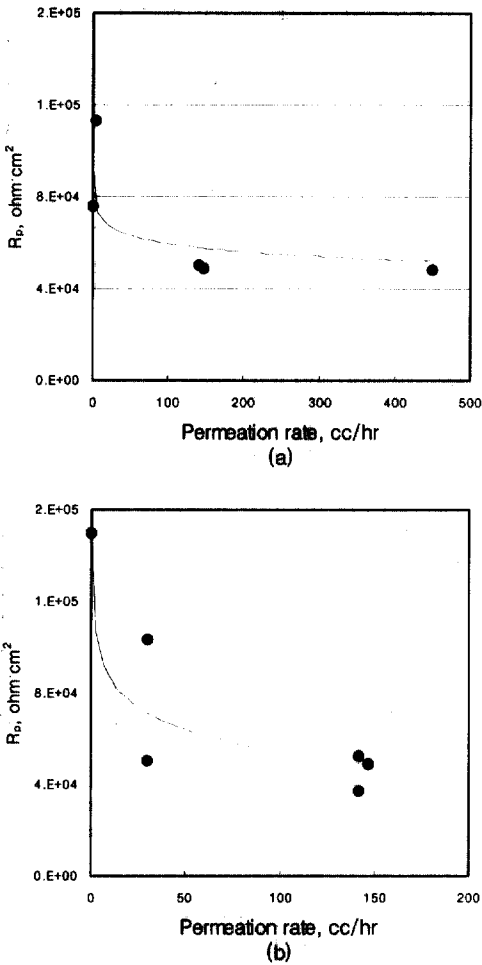 2.E+05
1.E+05
8.E+04
4.E+04
0.E+00
Rₚ, ohm·cm²
0 100 200 300 400 500
Permeation rate, cc/hr
(a)
2.E+05
1.E+05
8.E+04
4.E+04
0.E+00
Rₚ, ohm·cm²
0 50 100 150 200
Permeation rate, cc/hr
(b)